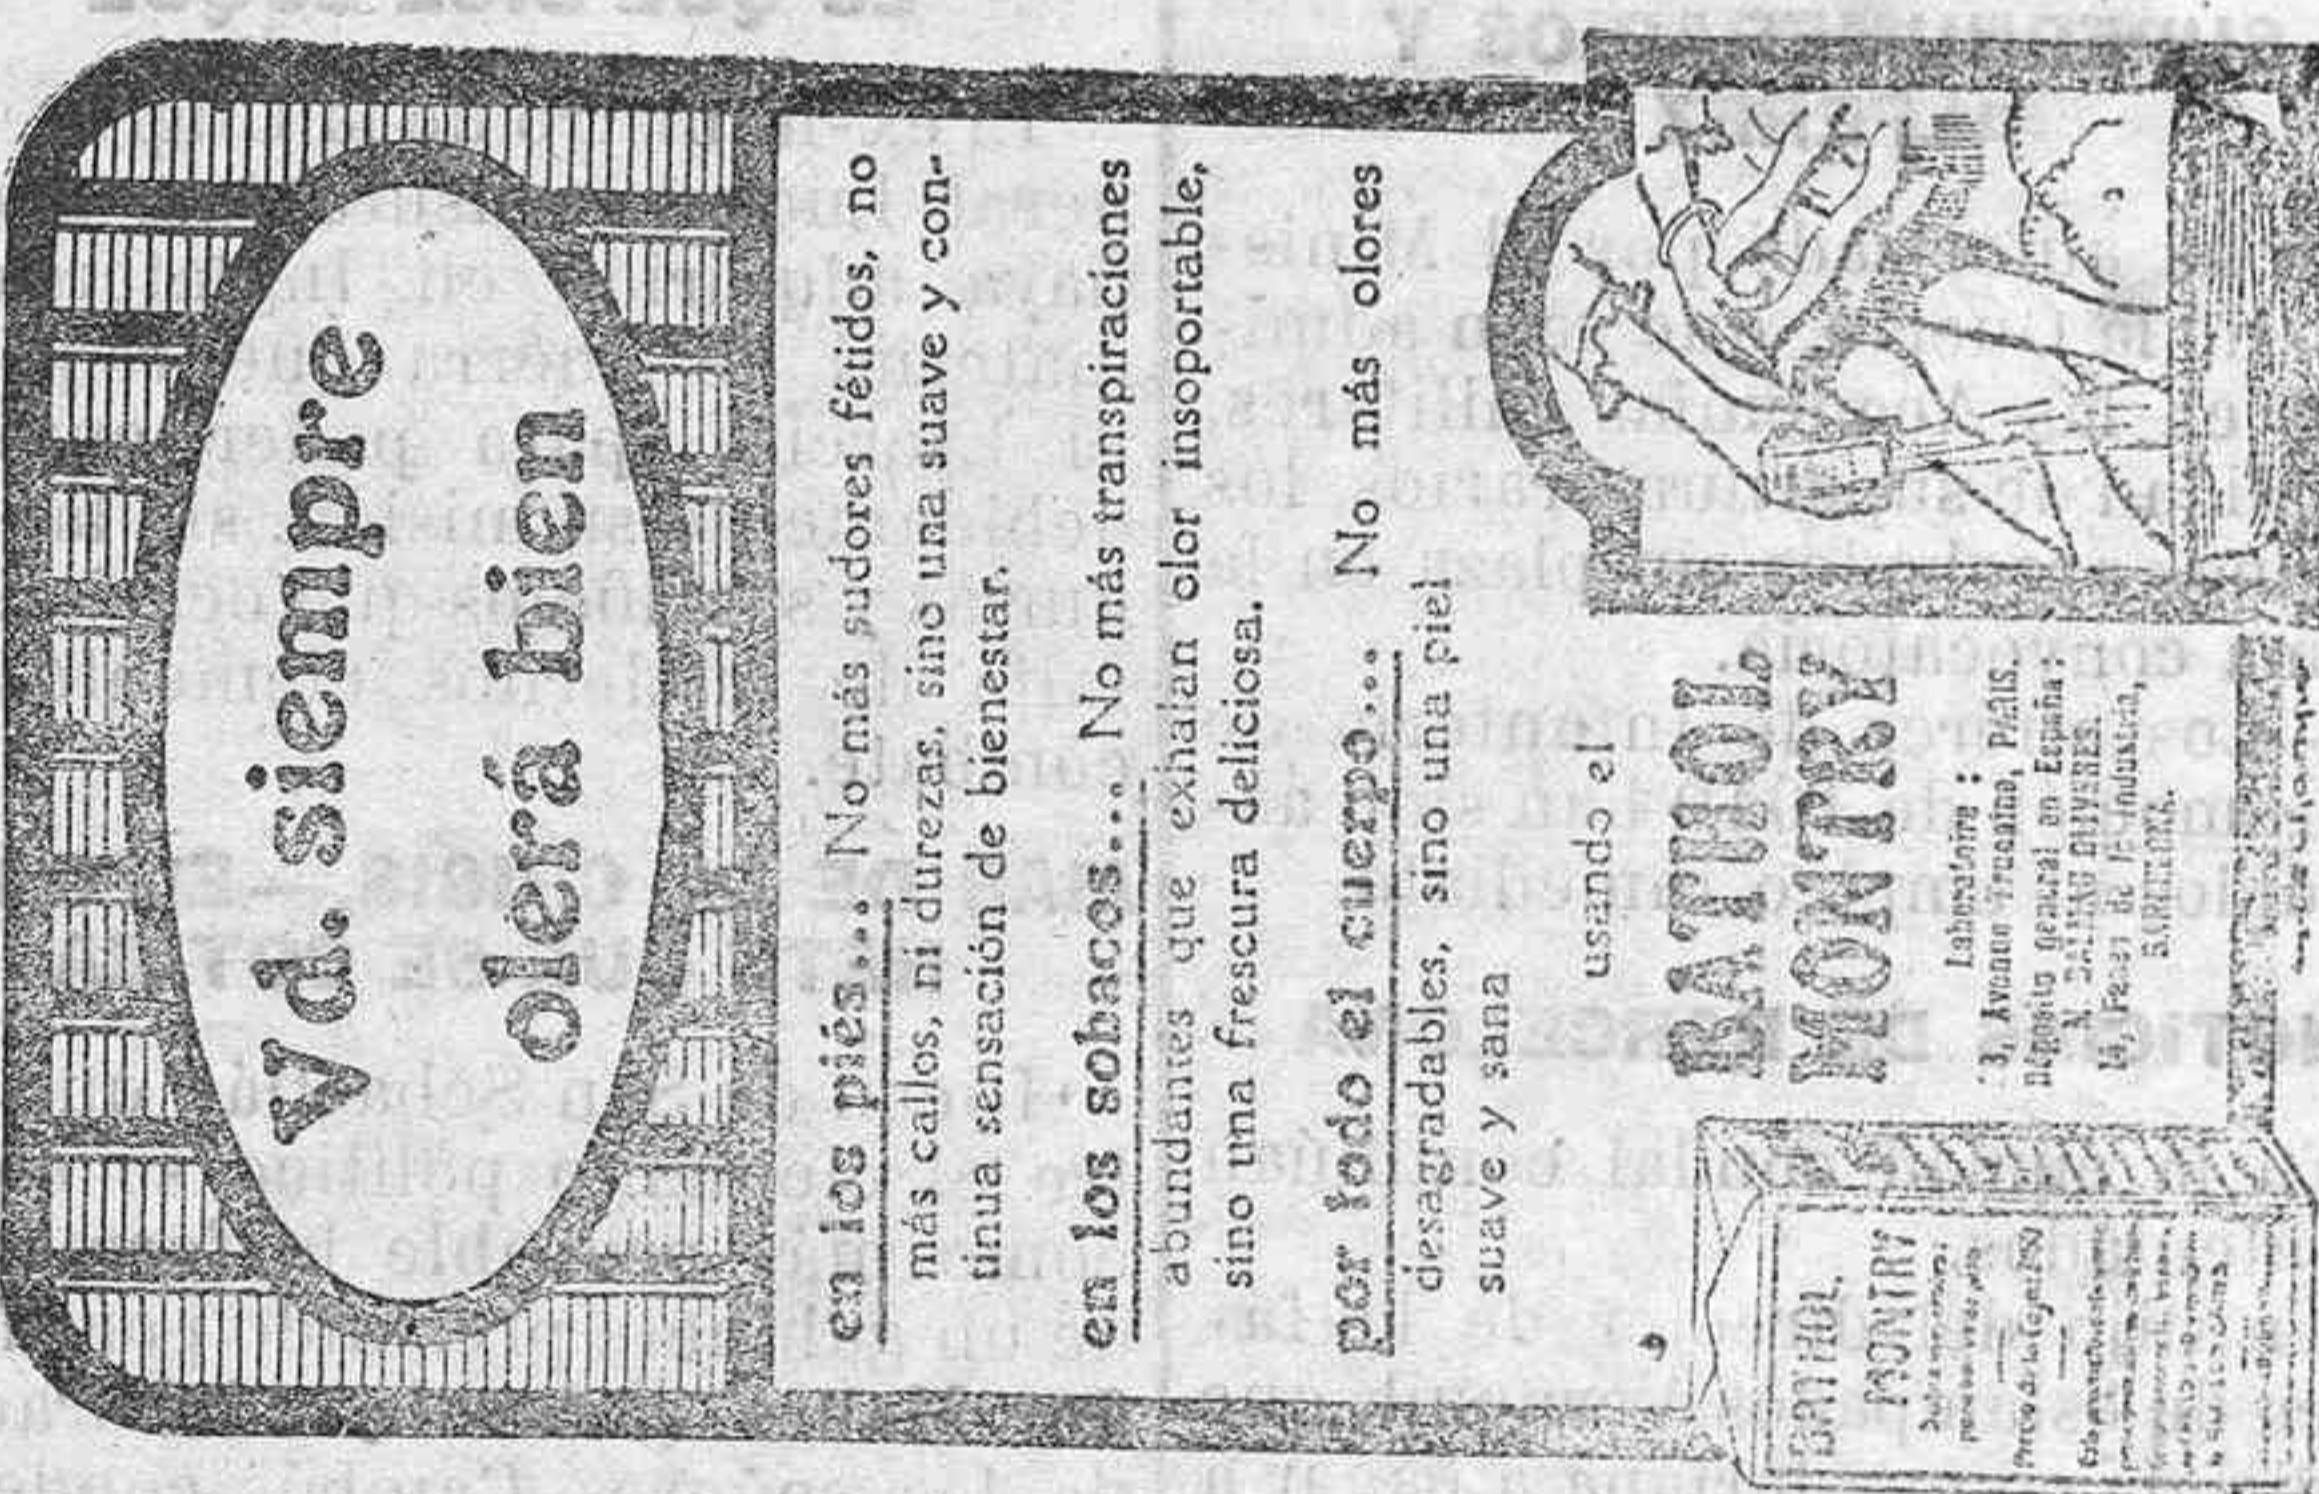 Vd. siempre
olerá bien
en los piés... No más sudores fétidos, no
más callos, ni durezas, sino una suave y con-
tinua sensación de bienestar.
en los sobacos... No más transpiraciones
abundantes que exhalan olor insoportable,
sino una frescura deliciosa.
por todo el cuerpo... No más olores
desagradables, sino una piel
suave y sana
usando el
BATHOL
MONTRY
Laboratoire :
3, Avenue PARIS.
Depósito general en España:
14, Paseo de la Industria,
BARCELONA.
BATHOL
MONTRY